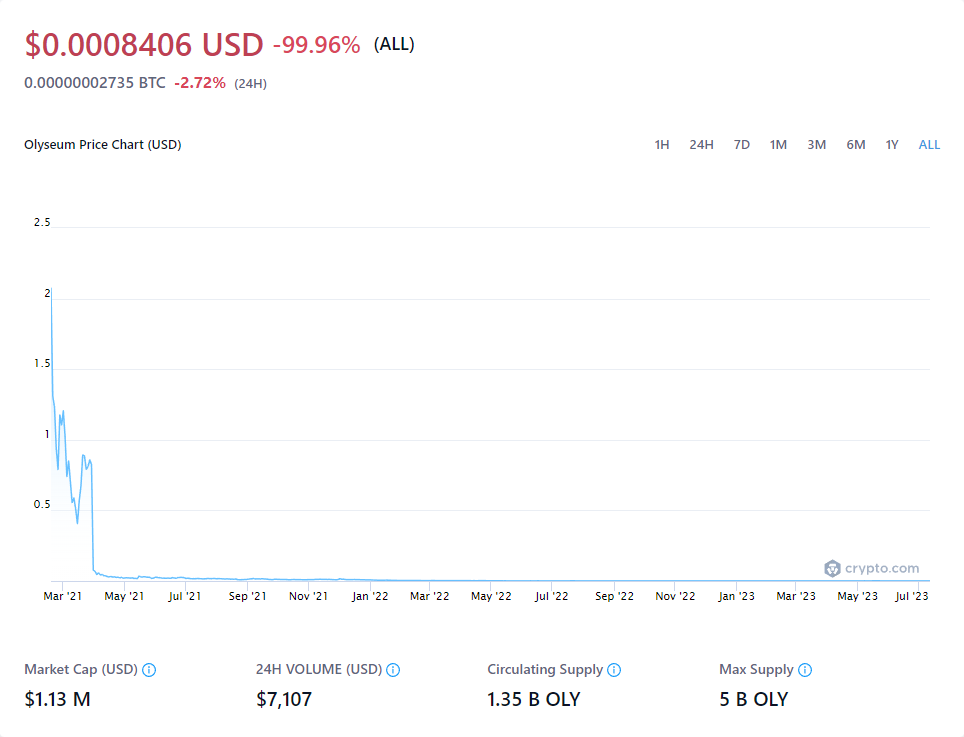 $0.0008406 USD -99.96% (ALL)
0.00000002735 BTC -2.72% (24H)
Olyseum Price Chart (USD) 1H 24H 7D 1M 3M 6M 1Y ALL
2.5
2
1.5
1
0.5
crypto.com
Mar '21 May '21 Jul '21 Sep '21 Nov '21 Jan '22 Mar '22 May '22 Jul '22 Sep '22 Nov '22 Jan '23 Mar '23 May '23 Jul '23
Market Cap (USD) 24H VOLUME (USD) Circulating Supply Max Supply
$1.13 M $7,107 1.35 B OLY 5 B OLY